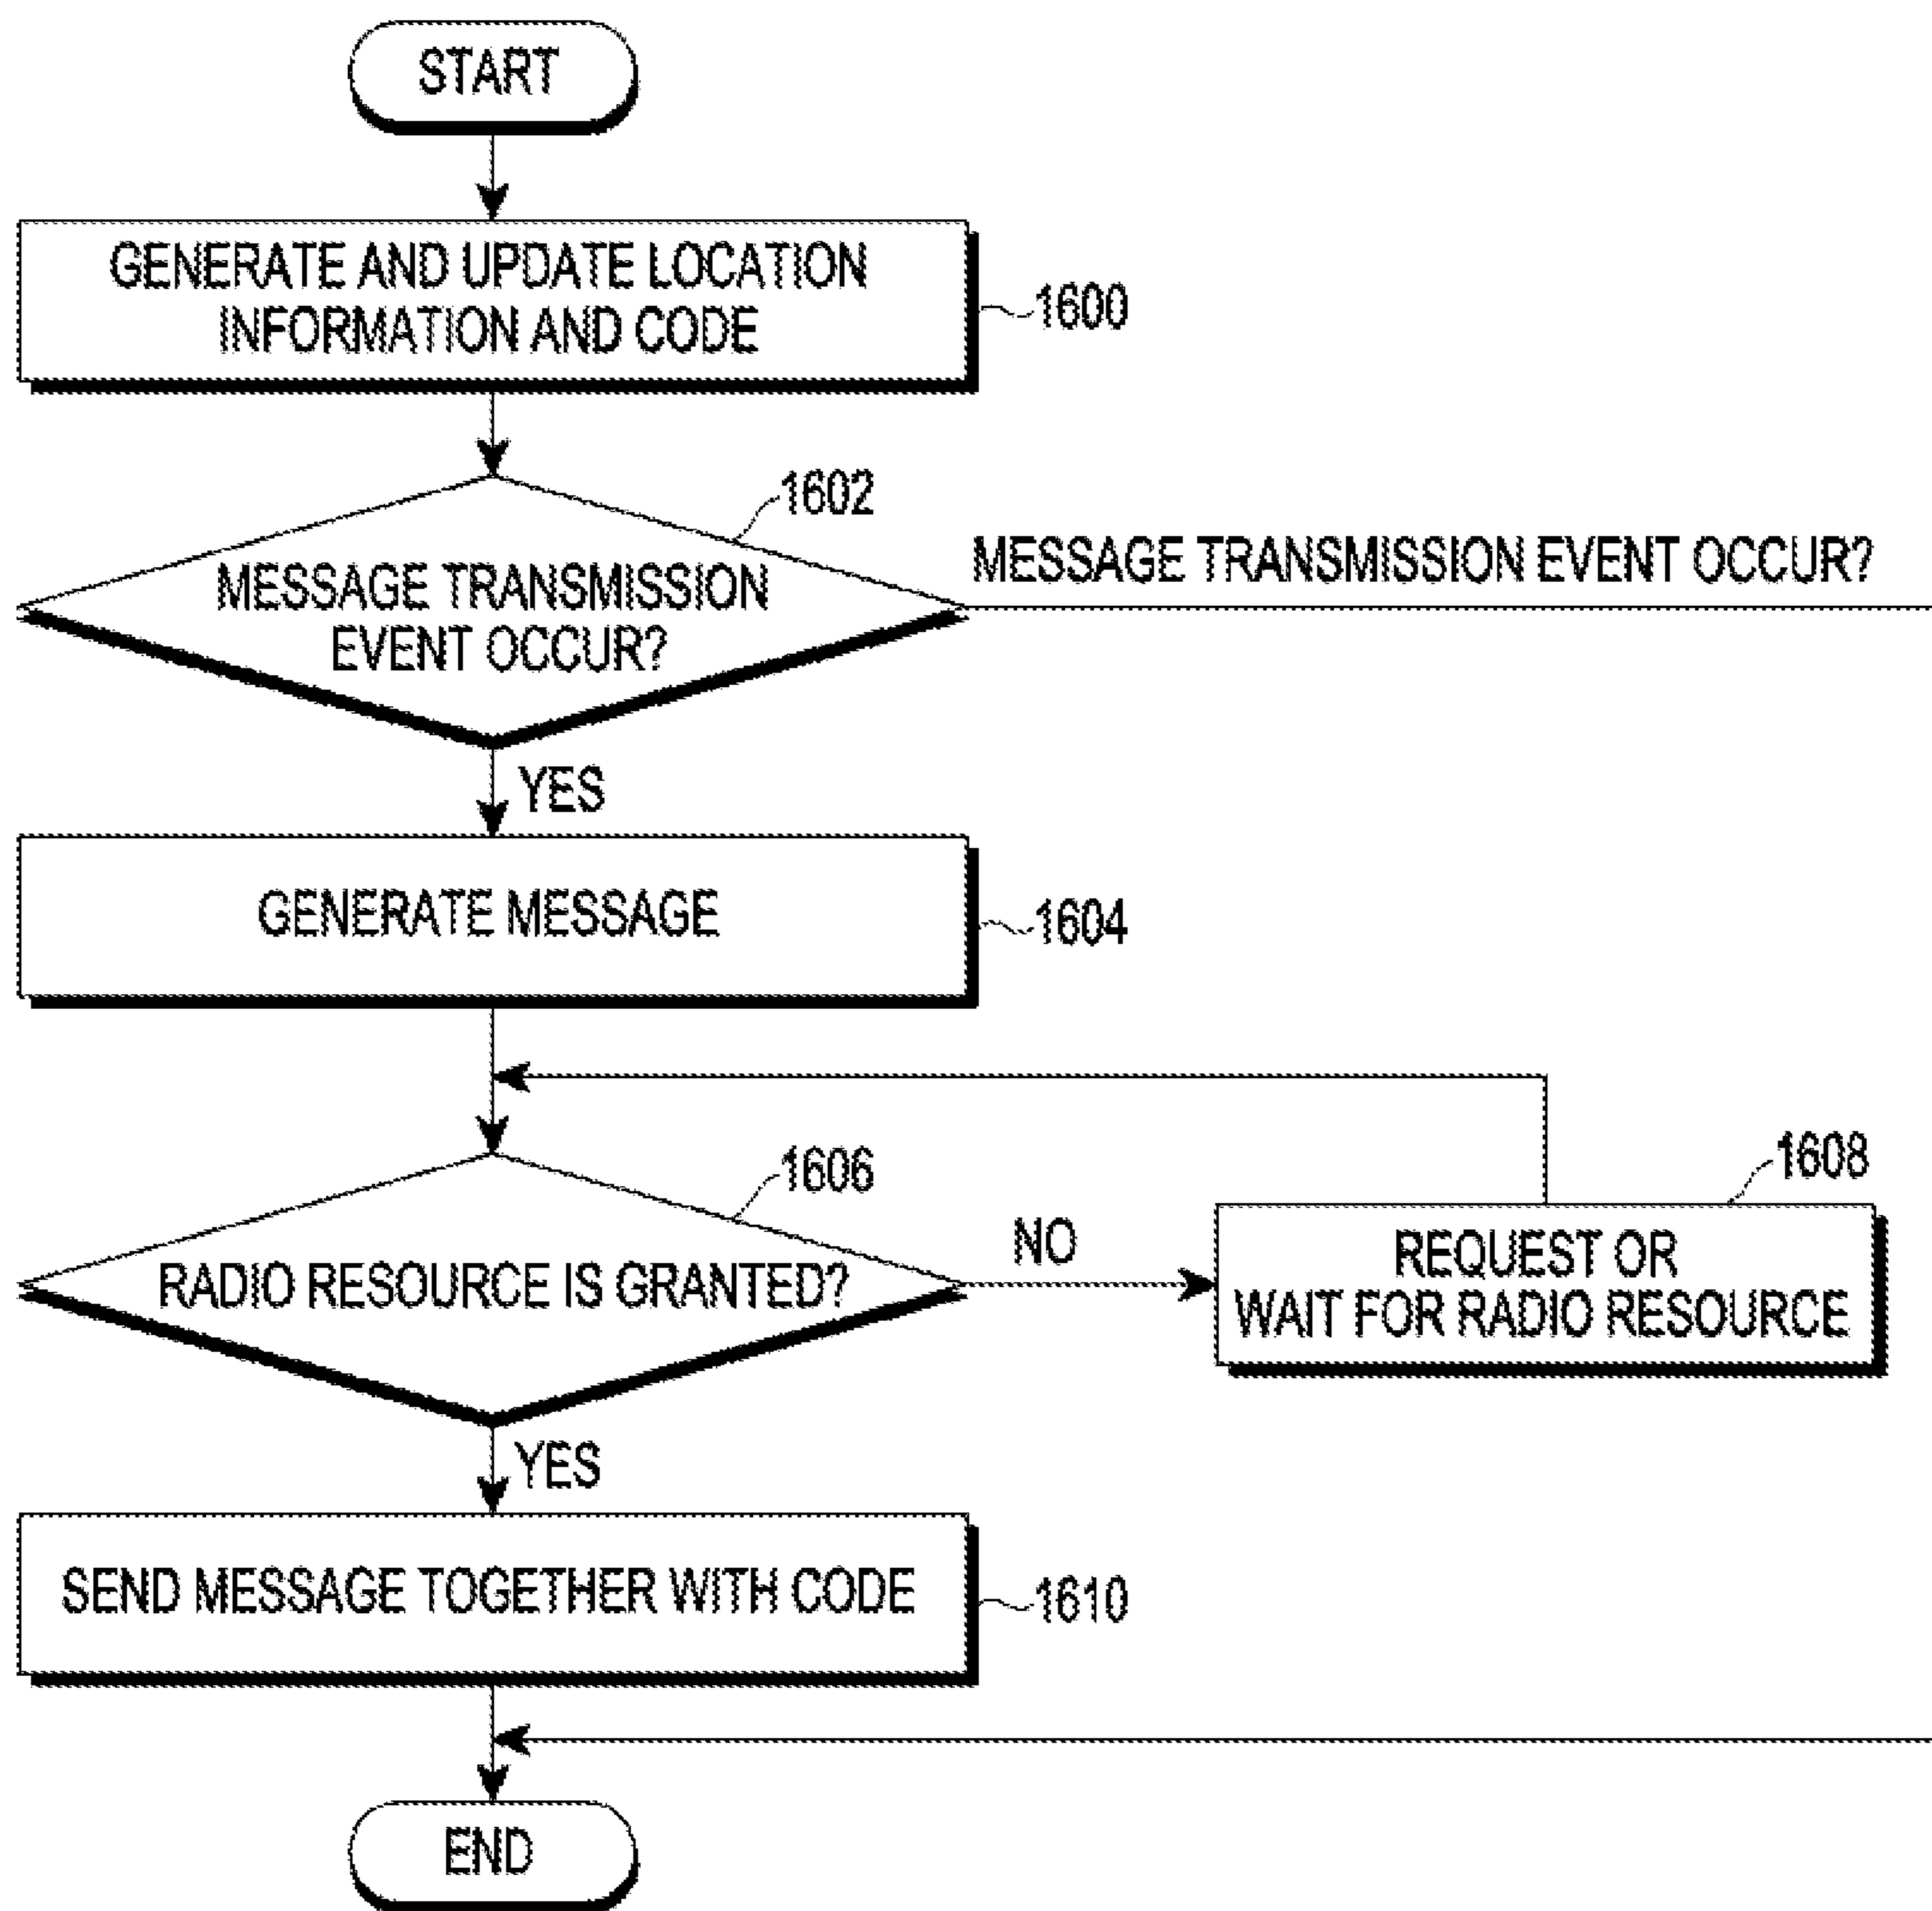 START
GENERATE AND UPDATE LOCATION
INFORMATION AND CODE
1600
1602
MESSAGE TRANSMISSION
EVENT OCCUR?
MESSAGE TRANSMISSION EVENT OCCUR?
YES
GENERATE MESSAGE
1604
1606
RADIO RESOURCE IS GRANTED?
NO
1608
REQUEST OR
WAIT FOR RADIO RESOURCE
YES
SEND MESSAGE TOGETHER WITH CODE
1610
END